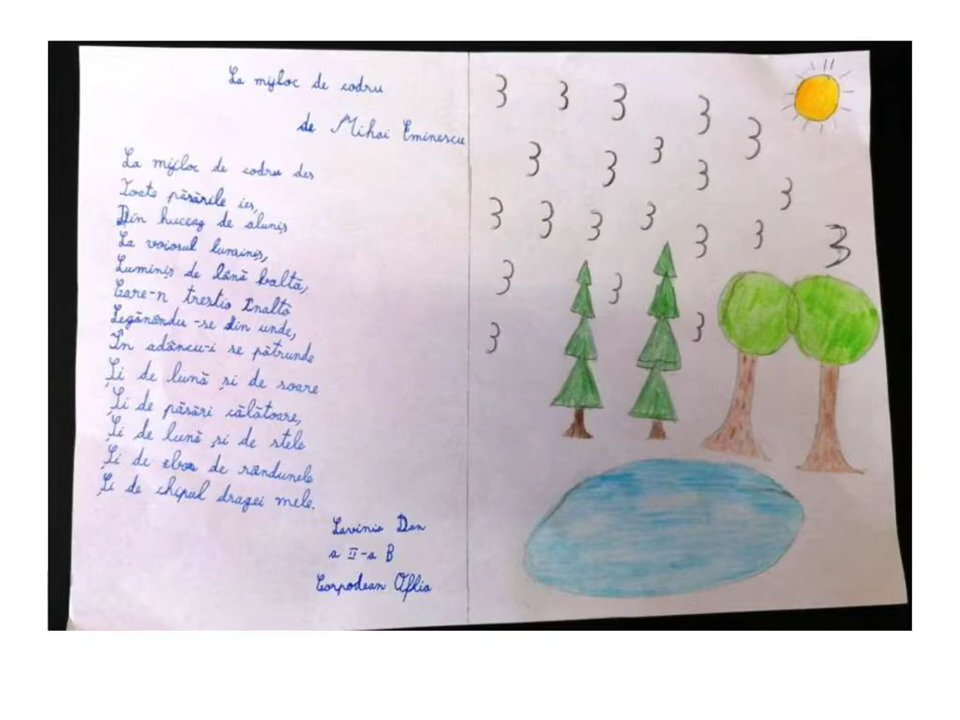 La mijloc de codru
de Mihai Eminescu
La mijloc de codru des
Toate păsările ies,
Din huceag de aluniș
La voiosul luminiș,
Luminiș de lână baltă,
Care-n trestia înaltă
Legănându-se din unde,
În adâncu-i se pătrunde
Și de lună și de soare
Și de păsări călătoare,
Și de lună și de stele
Și de zbor de rândunele
Și de chipul dragei mele.
Lavinia Dan
a II-a B
Corpodean